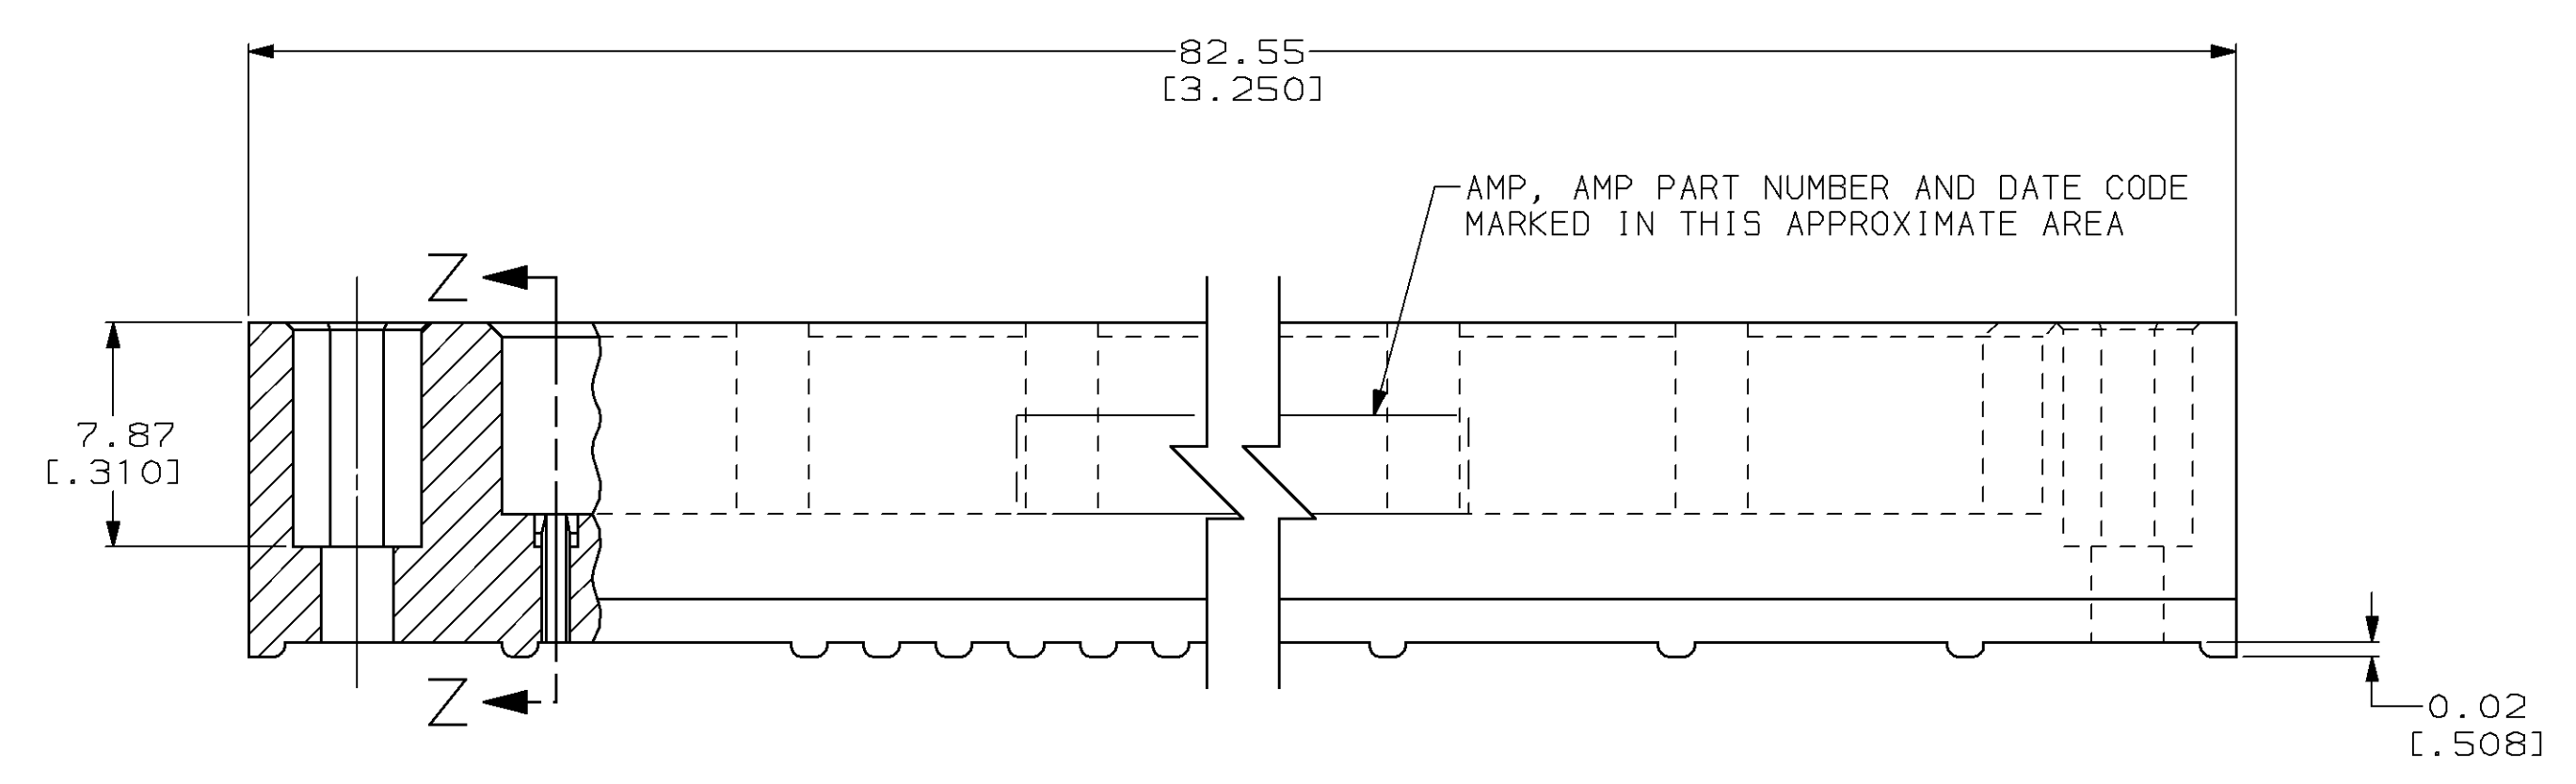 82.55
[3.250]
AMP, AMP PART NUMBER AND DATE CODE
MARKED IN THIS APPROXIMATE AREA
Z
7.87
[.310]
Z
0.02
[.508]